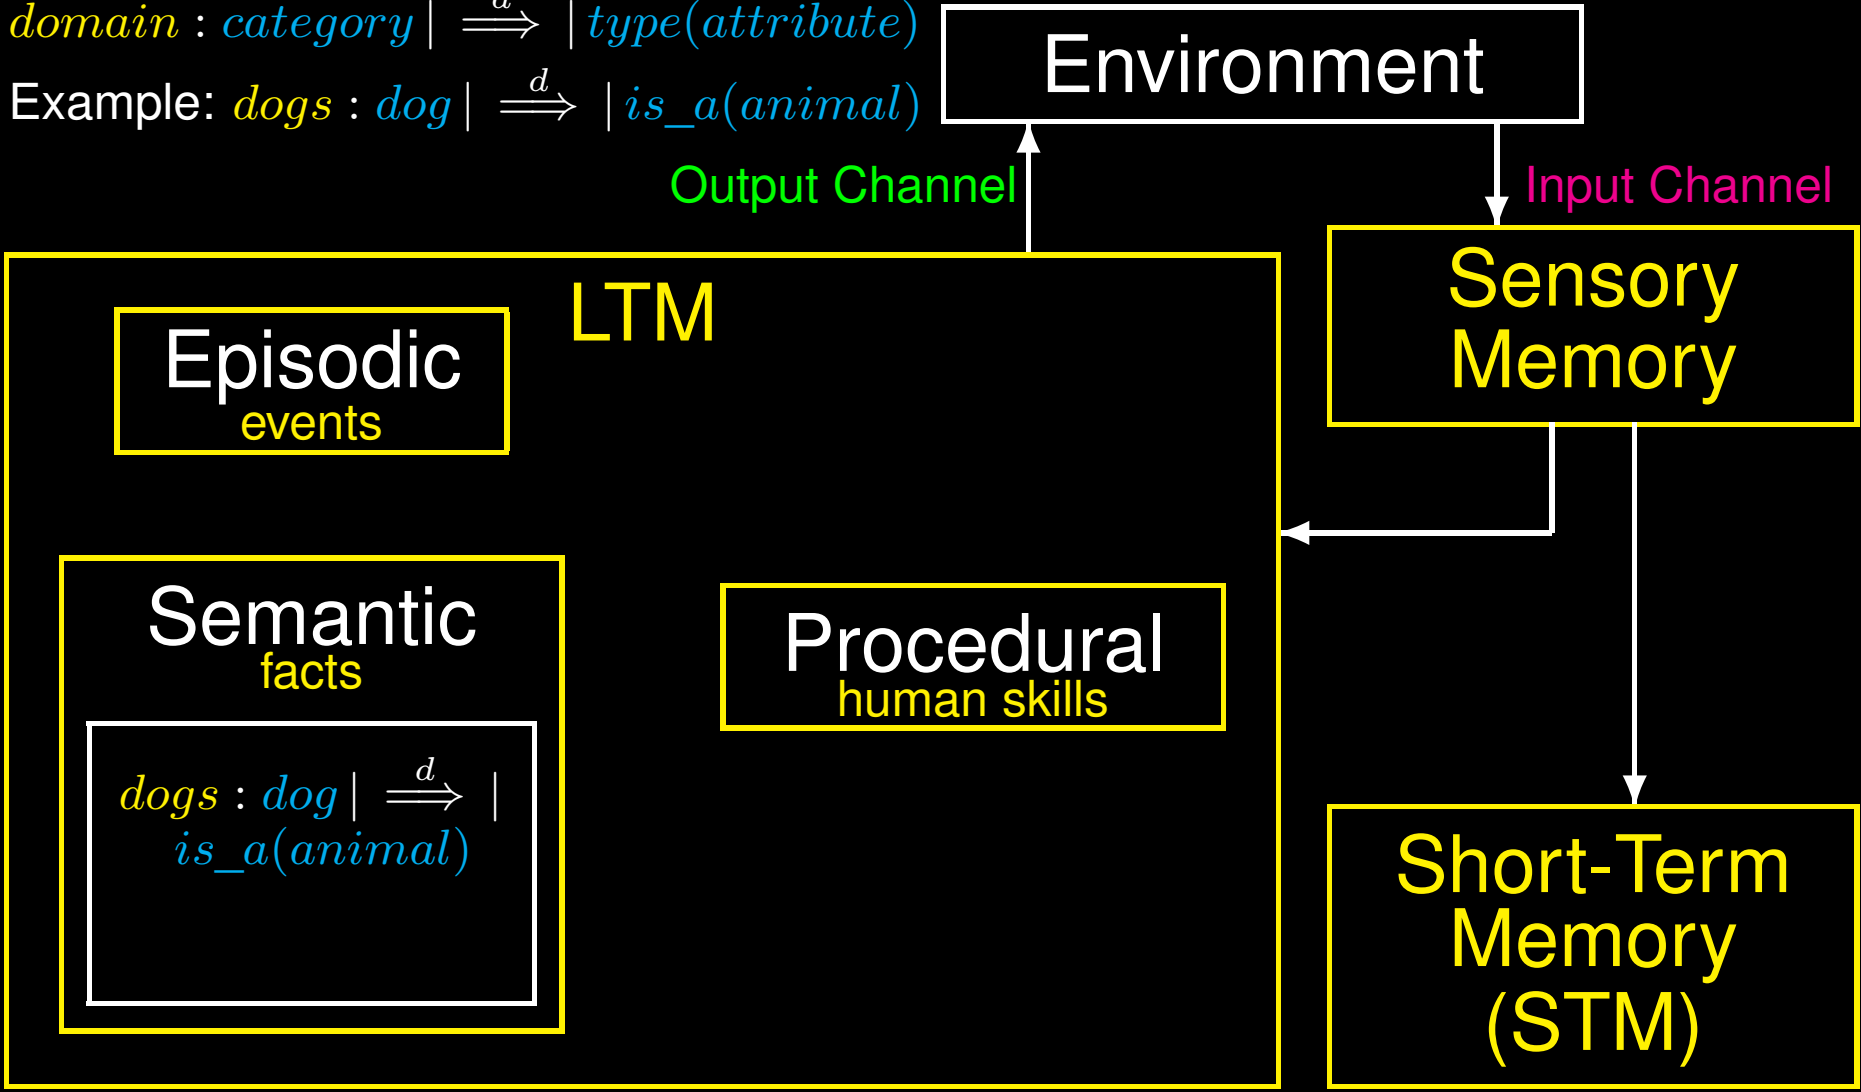 domain : category | ⟹ᵈ | type(attribute)
Example: dogs : dog | ⟹ᵈ | is_a(animal)
Environment
Output Channel
Input Channel
LTM
Sensory
Memory
Episodic
events
Semantic
facts
Procedural
human skills
dogs : dog | ⟹ᵈ |
is_a(animal)
Short-Term
Memory
(STM)